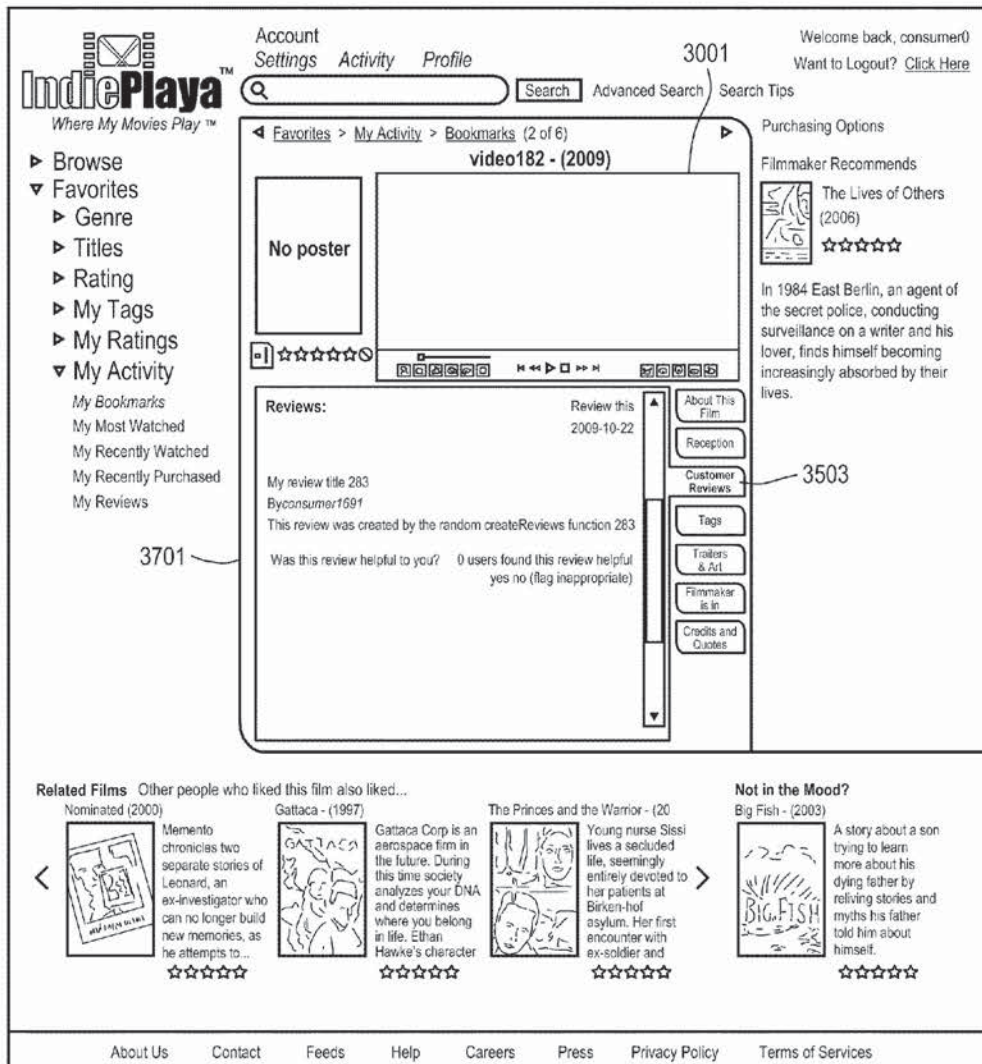 IndiePlaya™
Where My Movies Play ™
Account
Settings Activity Profile
Search Advanced Search Search Tips
3001
Welcome back, consumer0
Want to Logout? Click Here
Browse
Favorites
Genre
Titles
Rating
My Tags
My Ratings
My Activity
My Bookmarks
My Most Watched
My Recently Watched
My Recently Purchased
My Reviews
Favorites > My Activity > Bookmarks (2 of 6)
video182 - (2009)
No poster
Reviews:
Review this
2009-10-22
My review title 283
Byconsumer1691
This review was created by the random createReviews function 283
Was this review helpful to you? 0 users found this review helpful
yes no (flag inappropriate)
3701
About This
Film
Reception
Customer
Reviews
3503
Tags
Trailers
& Art
Filmmaker
is in
Credits and
Quotes
Purchasing Options
Filmmaker Recommends
The Lives of Others
(2006)
In 1984 East Berlin, an agent of
the secret police, conducting
surveillance on a writer and his
lover, finds himself becoming
increasingly absorbed by their
lives.
Related Films Other people who liked this film also liked...
Nominated (2000)
Memento
chronicles two
separate stories of
Leonard, an
ex-investigator who
can no longer build
new memories, as
he attempts to...
Gattaca - (1997)
GATTACA
Gattaca Corp is an
aerospace firm in
the future. During
this time society
analyzes your DNA
and determines
where you belong
in life. Ethan
Hawke's character
The Princes and the Warrior - (20
Young nurse Sissi
lives a secluded
life, seemingly
entirely devoted to
her patients at
Birken-hof
asylum. Her first
encounter with
ex-soldier and
Not in the Mood?
Big Fish - (2003)
BIG FISH
A story about a son
trying to learn
more about his
dying father by
reliving stories and
myths his father
told him about
himself.
About Us Contact Feeds Help Careers Press Privacy Policy Terms of Services